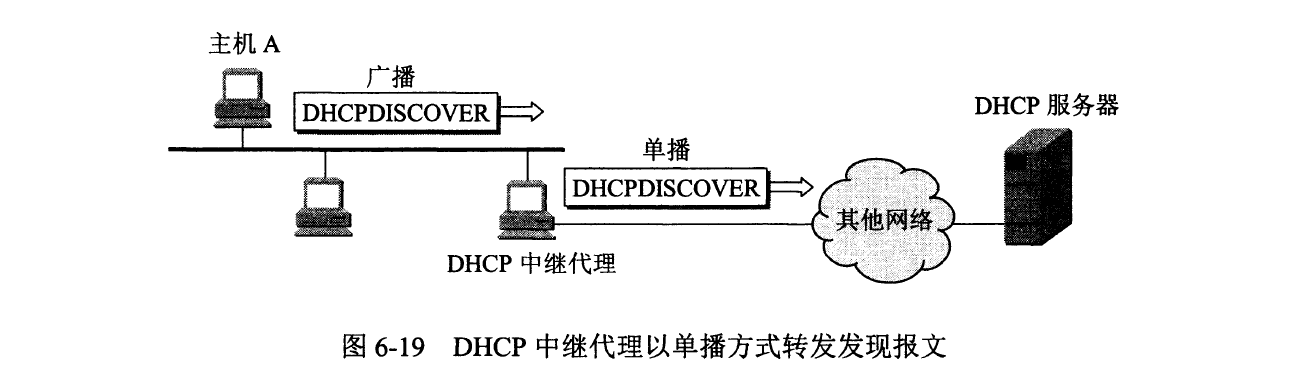 主机 A
广播
DHCPDISCOVER
DHCP 服务器
单播
DHCPDISCOVER
其他网络
DHCP 中继代理
图 6-19 DHCP 中继代理以单播方式转发发现报文